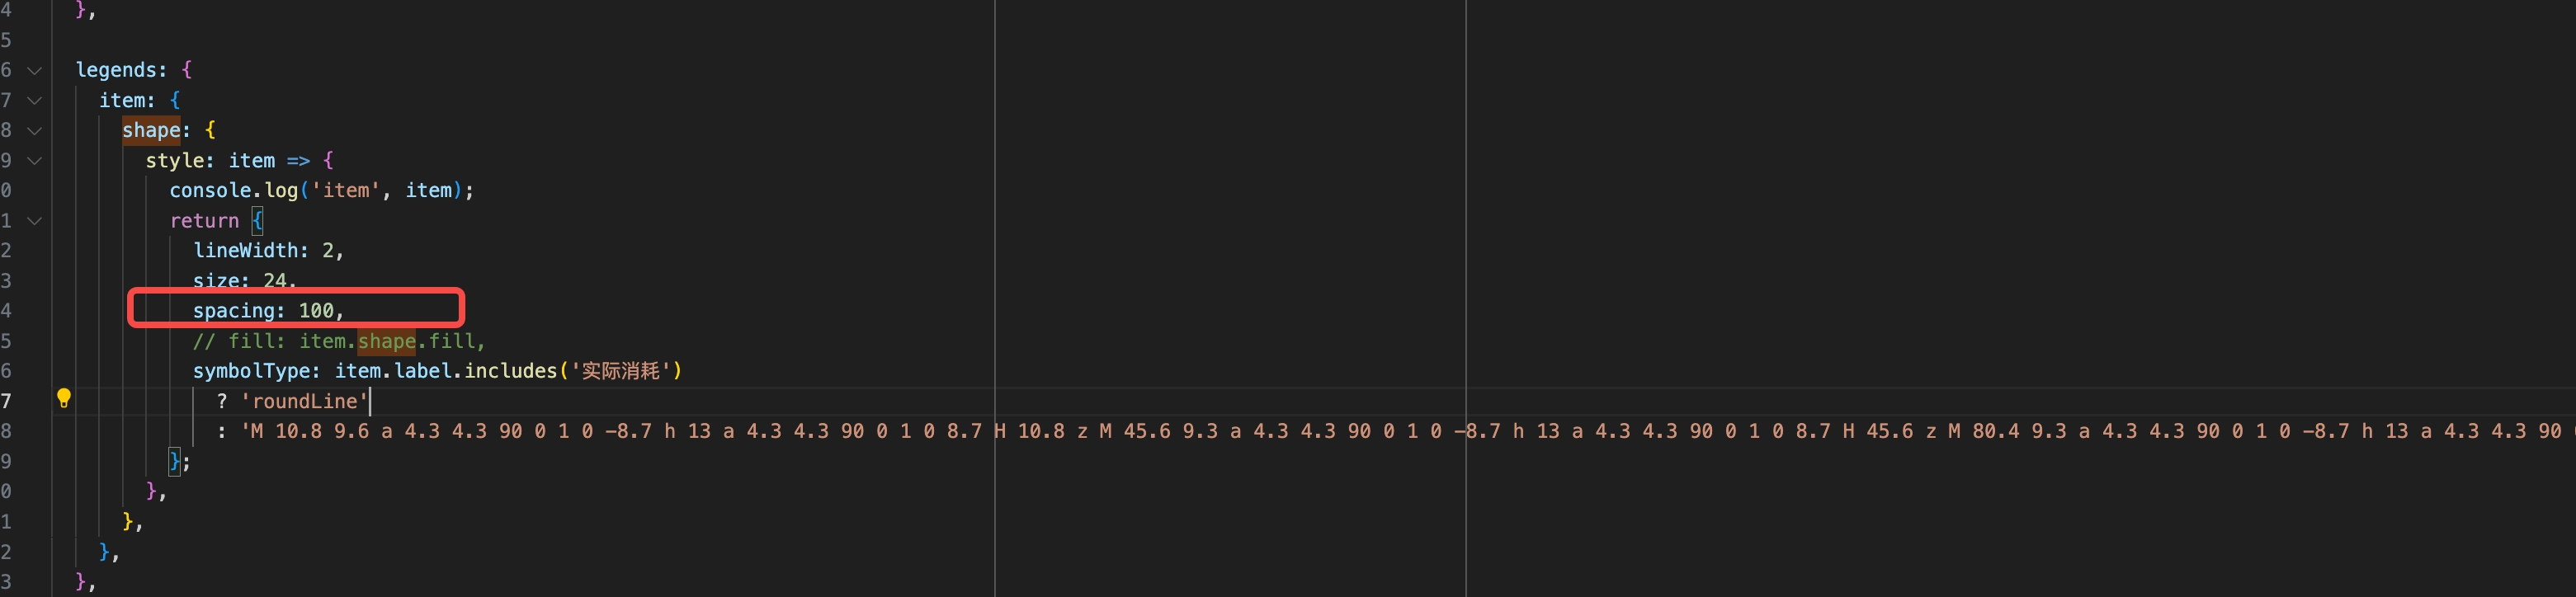 4 },
5
6 legends: {
7 item: {
8 shape: {
9 style: item => {
0 console.log('item', item);
1 return {
2 lineWidth: 2,
3 size: 24,
4 spacing: 100,
5 // fill: item.shape.fill,
6 symbolType: item.label.includes('实际消耗')
7 ? 'roundLine'
8 : 'M 10.8 9.6 a 4.3 4.3 90 0 1 0 -8.7 h 13 a 4.3 4.3 90 0 1 0 8.7 H 10.8 z M 45.6 9.3 a 4.3 4.3 90 0 1 0 -8.7 h 13 a 4.3 4.3 90 0 1 0 8.7 H 45.6 z M 80.4 9.3 a 4.3 4.3 90 0 1 0 -8.7 h 13 a 4.3 4.3 90
9 };
0 },
1 },
2 },
3 },